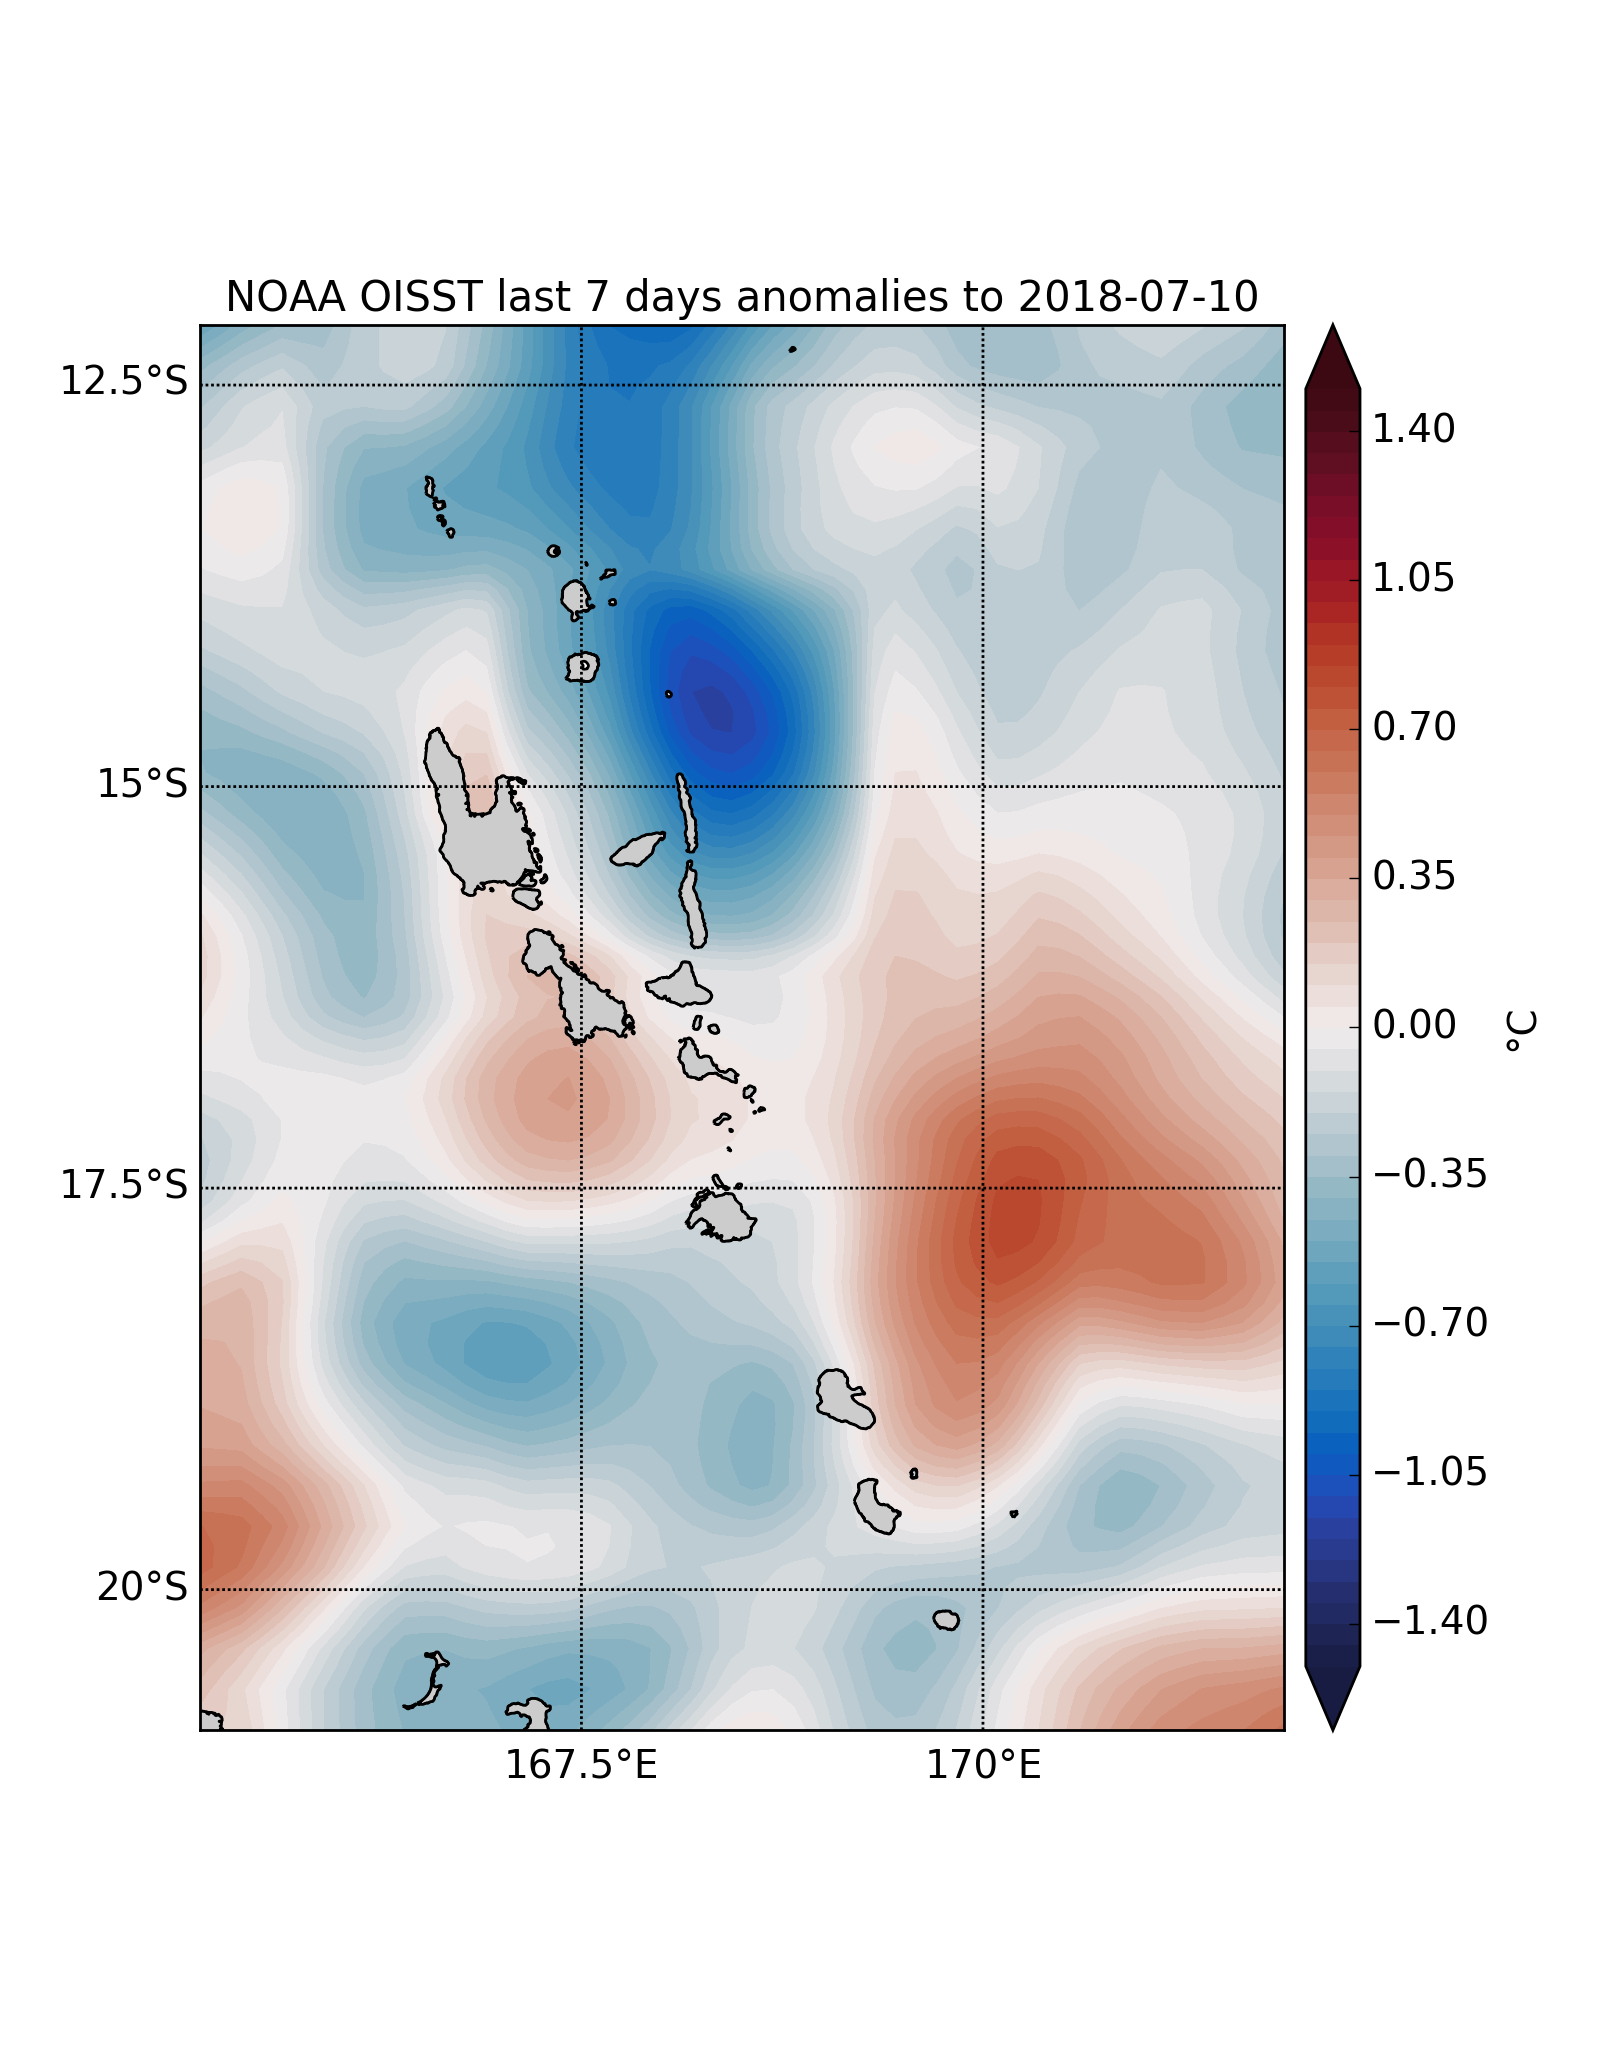 NOAA OISST last 7 days anomalies to 2018-07-10
12.5°S
15°S
17.5°S
20°S
167.5°E
170°E
1.40
1.05
0.70
0.35
0.00
−0.35
−0.70
−1.05
−1.40
°C